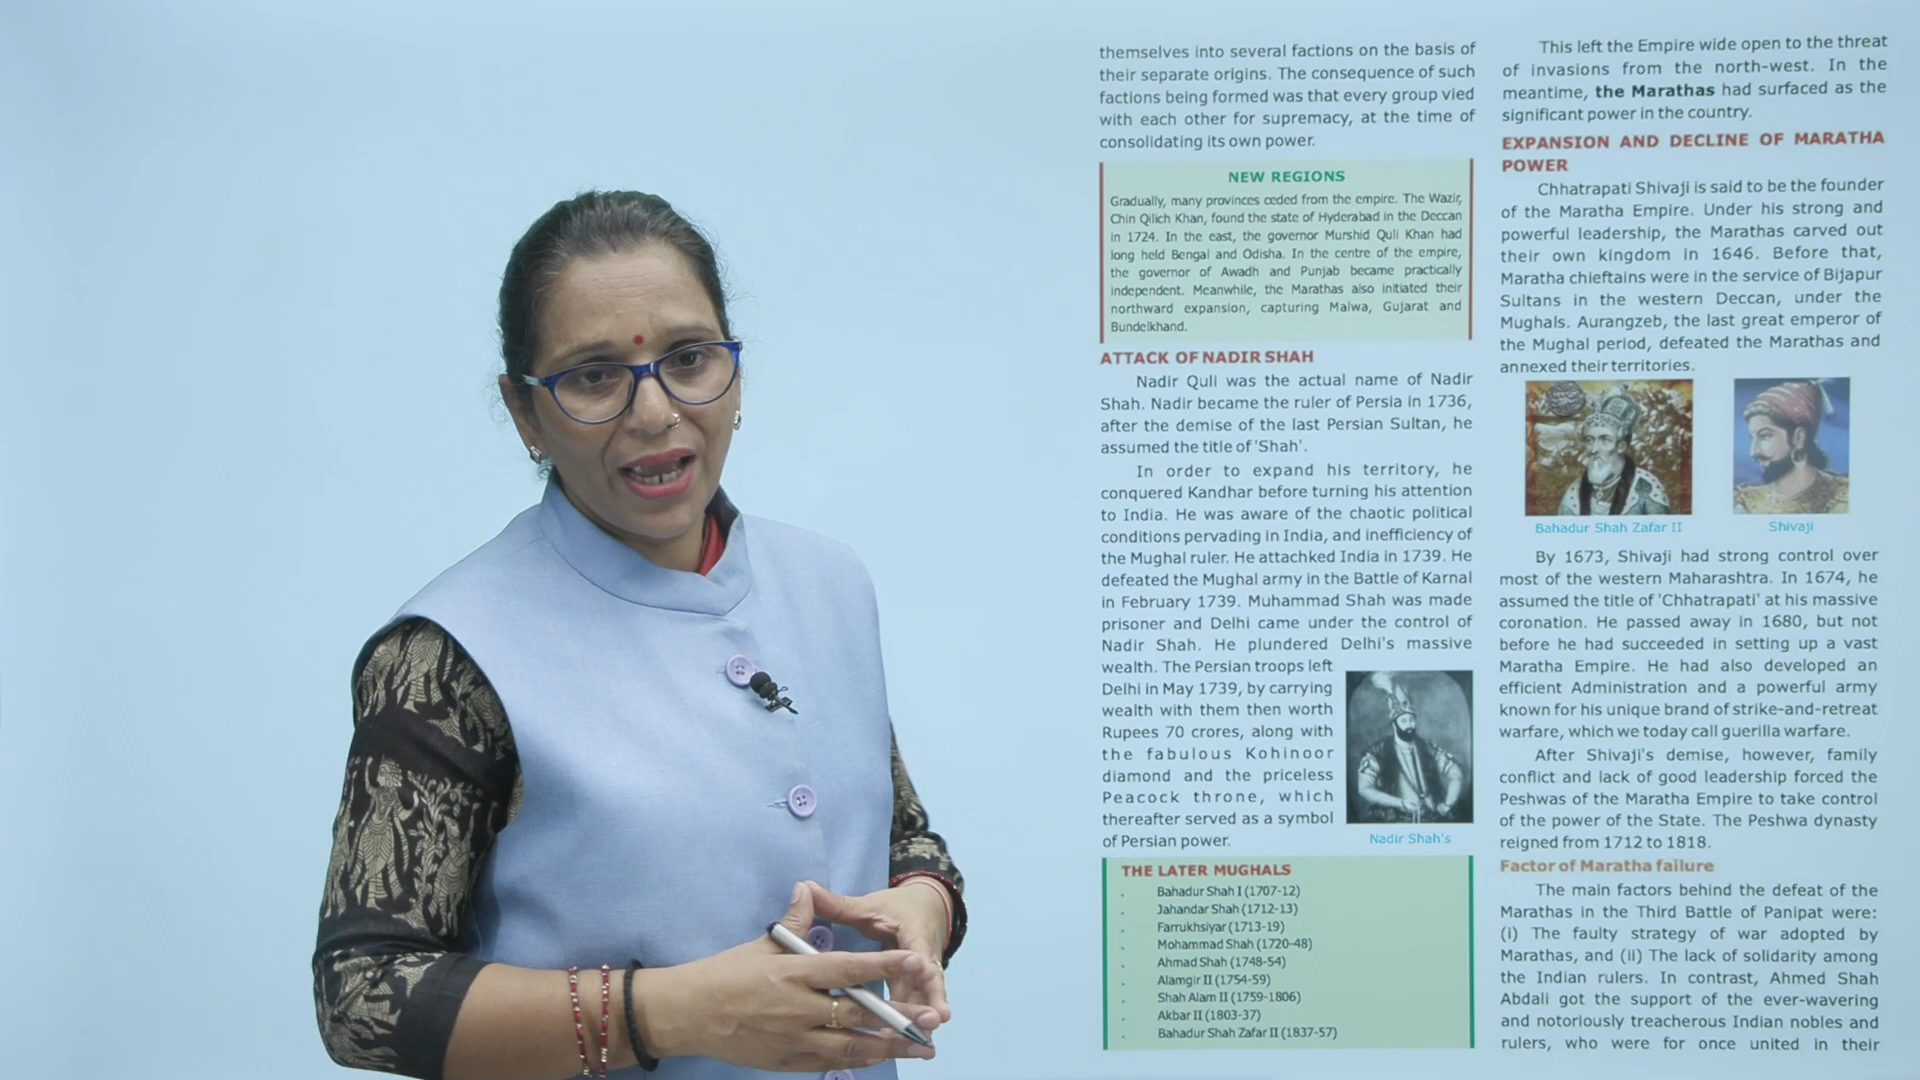 themselves into several factions on the basis of
their separate origins. The consequence of such
factions being formed was that every group vied
with each other for supremacy, at the time of
consolidating its own power.
NEW REGIONS
Gradually, many provinces ceded from the empire. The Wazir,
Chin Qilich Khan, found the state of Hyderabad in the Deccan
in 1724. In the east, the governor Murshid Quli Khan had
long held Bengal and Odisha. In the centre of the empire,
the governor of Awadh and Punjab became practically
independent. Meanwhile, the Marathas also initiated their
northward expansion, capturing Malwa, Gujarat and
Bundelkhand.
ATTACK OF NADIR SHAH
Nadir Quli was the actual name of Nadir
Shah. Nadir became the ruler of Persia in 1736,
after the demise of the last Persian Sultan, he
assumed the title of 'Shah'.
In order to expand his territory, he
conquered Kandhar before turning his attention
to India. He was aware of the chaotic political
conditions pervading in India, and inefficiency of
the Mughal ruler. He attachked India in 1739. He
defeated the Mughal army in the Battle of Karnal
in February 1739. Muhammad Shah was made
prisoner and Delhi came under the control of
Nadir Shah. He plundered Delhi's massive
wealth. The Persian troops left
Delhi in May 1739, by carrying
wealth with them then worth
Rupees 70 crores, along with
the fabulous Kohinoor
diamond and the priceless
Peacock throne, which
thereafter served as a symbol
of Persian power.
Nadir Shah's
THE LATER MUGHALS
. Bahadur Shah I (1707-12)
. Jahandar Shah (1712-13)
. Farrukhsiyar (1713-19)
. Mohammad Shah (1720-48)
. Ahmad Shah (1748-54)
. Alamgir II (1754-59)
. Shah Alam II (1759-1806)
. Akbar II (1803-37)
. Bahadur Shah Zafar II (1837-57)
This left the Empire wide open to the threat
of invasions from the north-west. In the
meantime, the Marathas had surfaced as the
significant power in the country.
EXPANSION AND DECLINE OF MARATHA
POWER
Chhatrapati Shivaji is said to be the founder
of the Maratha Empire. Under his strong and
powerful leadership, the Marathas carved out
their own kingdom in 1646. Before that,
Maratha chieftains were in the service of Bijapur
Sultans in the western Deccan, under the
Mughals. Aurangzeb, the last great emperor of
the Mughal period, defeated the Marathas and
annexed their territories.
Bahadur Shah Zafar II
Shivaji
By 1673, Shivaji had strong control over
most of the western Maharashtra. In 1674, he
assumed the title of 'Chhatrapati' at his massive
coronation. He passed away in 1680, but not
before he had succeeded in setting up a vast
Maratha Empire. He had also developed an
efficient Administration and a powerful army
known for his unique brand of strike-and-retreat
warfare, which we today call guerilla warfare.
After Shivaji's demise, however, family
conflict and lack of good leadership forced the
Peshwas of the Maratha Empire to take control
of the power of the State. The Peshwa dynasty
reigned from 1712 to 1818.
Factor of Maratha failure
The main factors behind the defeat of the
Marathas in the Third Battle of Panipat were:
(i) The faulty strategy of war adopted by
Marathas, and (ii) The lack of solidarity among
the Indian rulers. In contrast, Ahmed Shah
Abdali got the support of the ever-wavering
and notoriously treacherous Indian nobles and
rulers, who were for once united in their